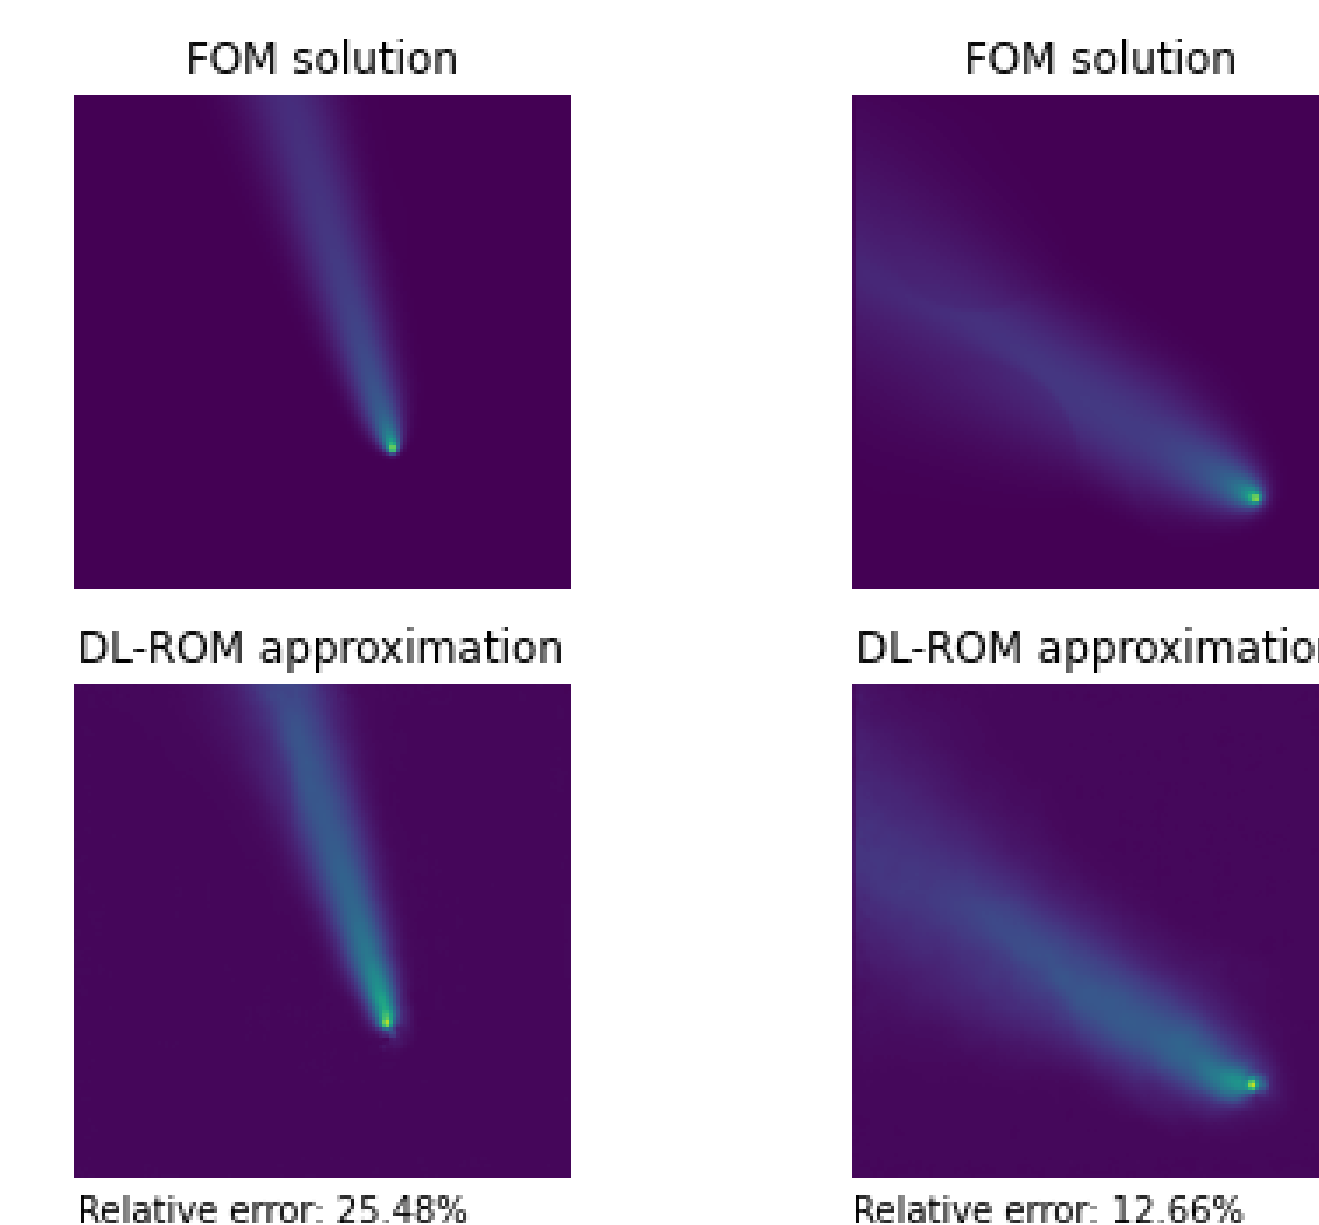 FOM solution
FOM solution
DL-ROM approximation
DL-ROM approximatio
Relative error: 25.48%
Relative error: 12.66%